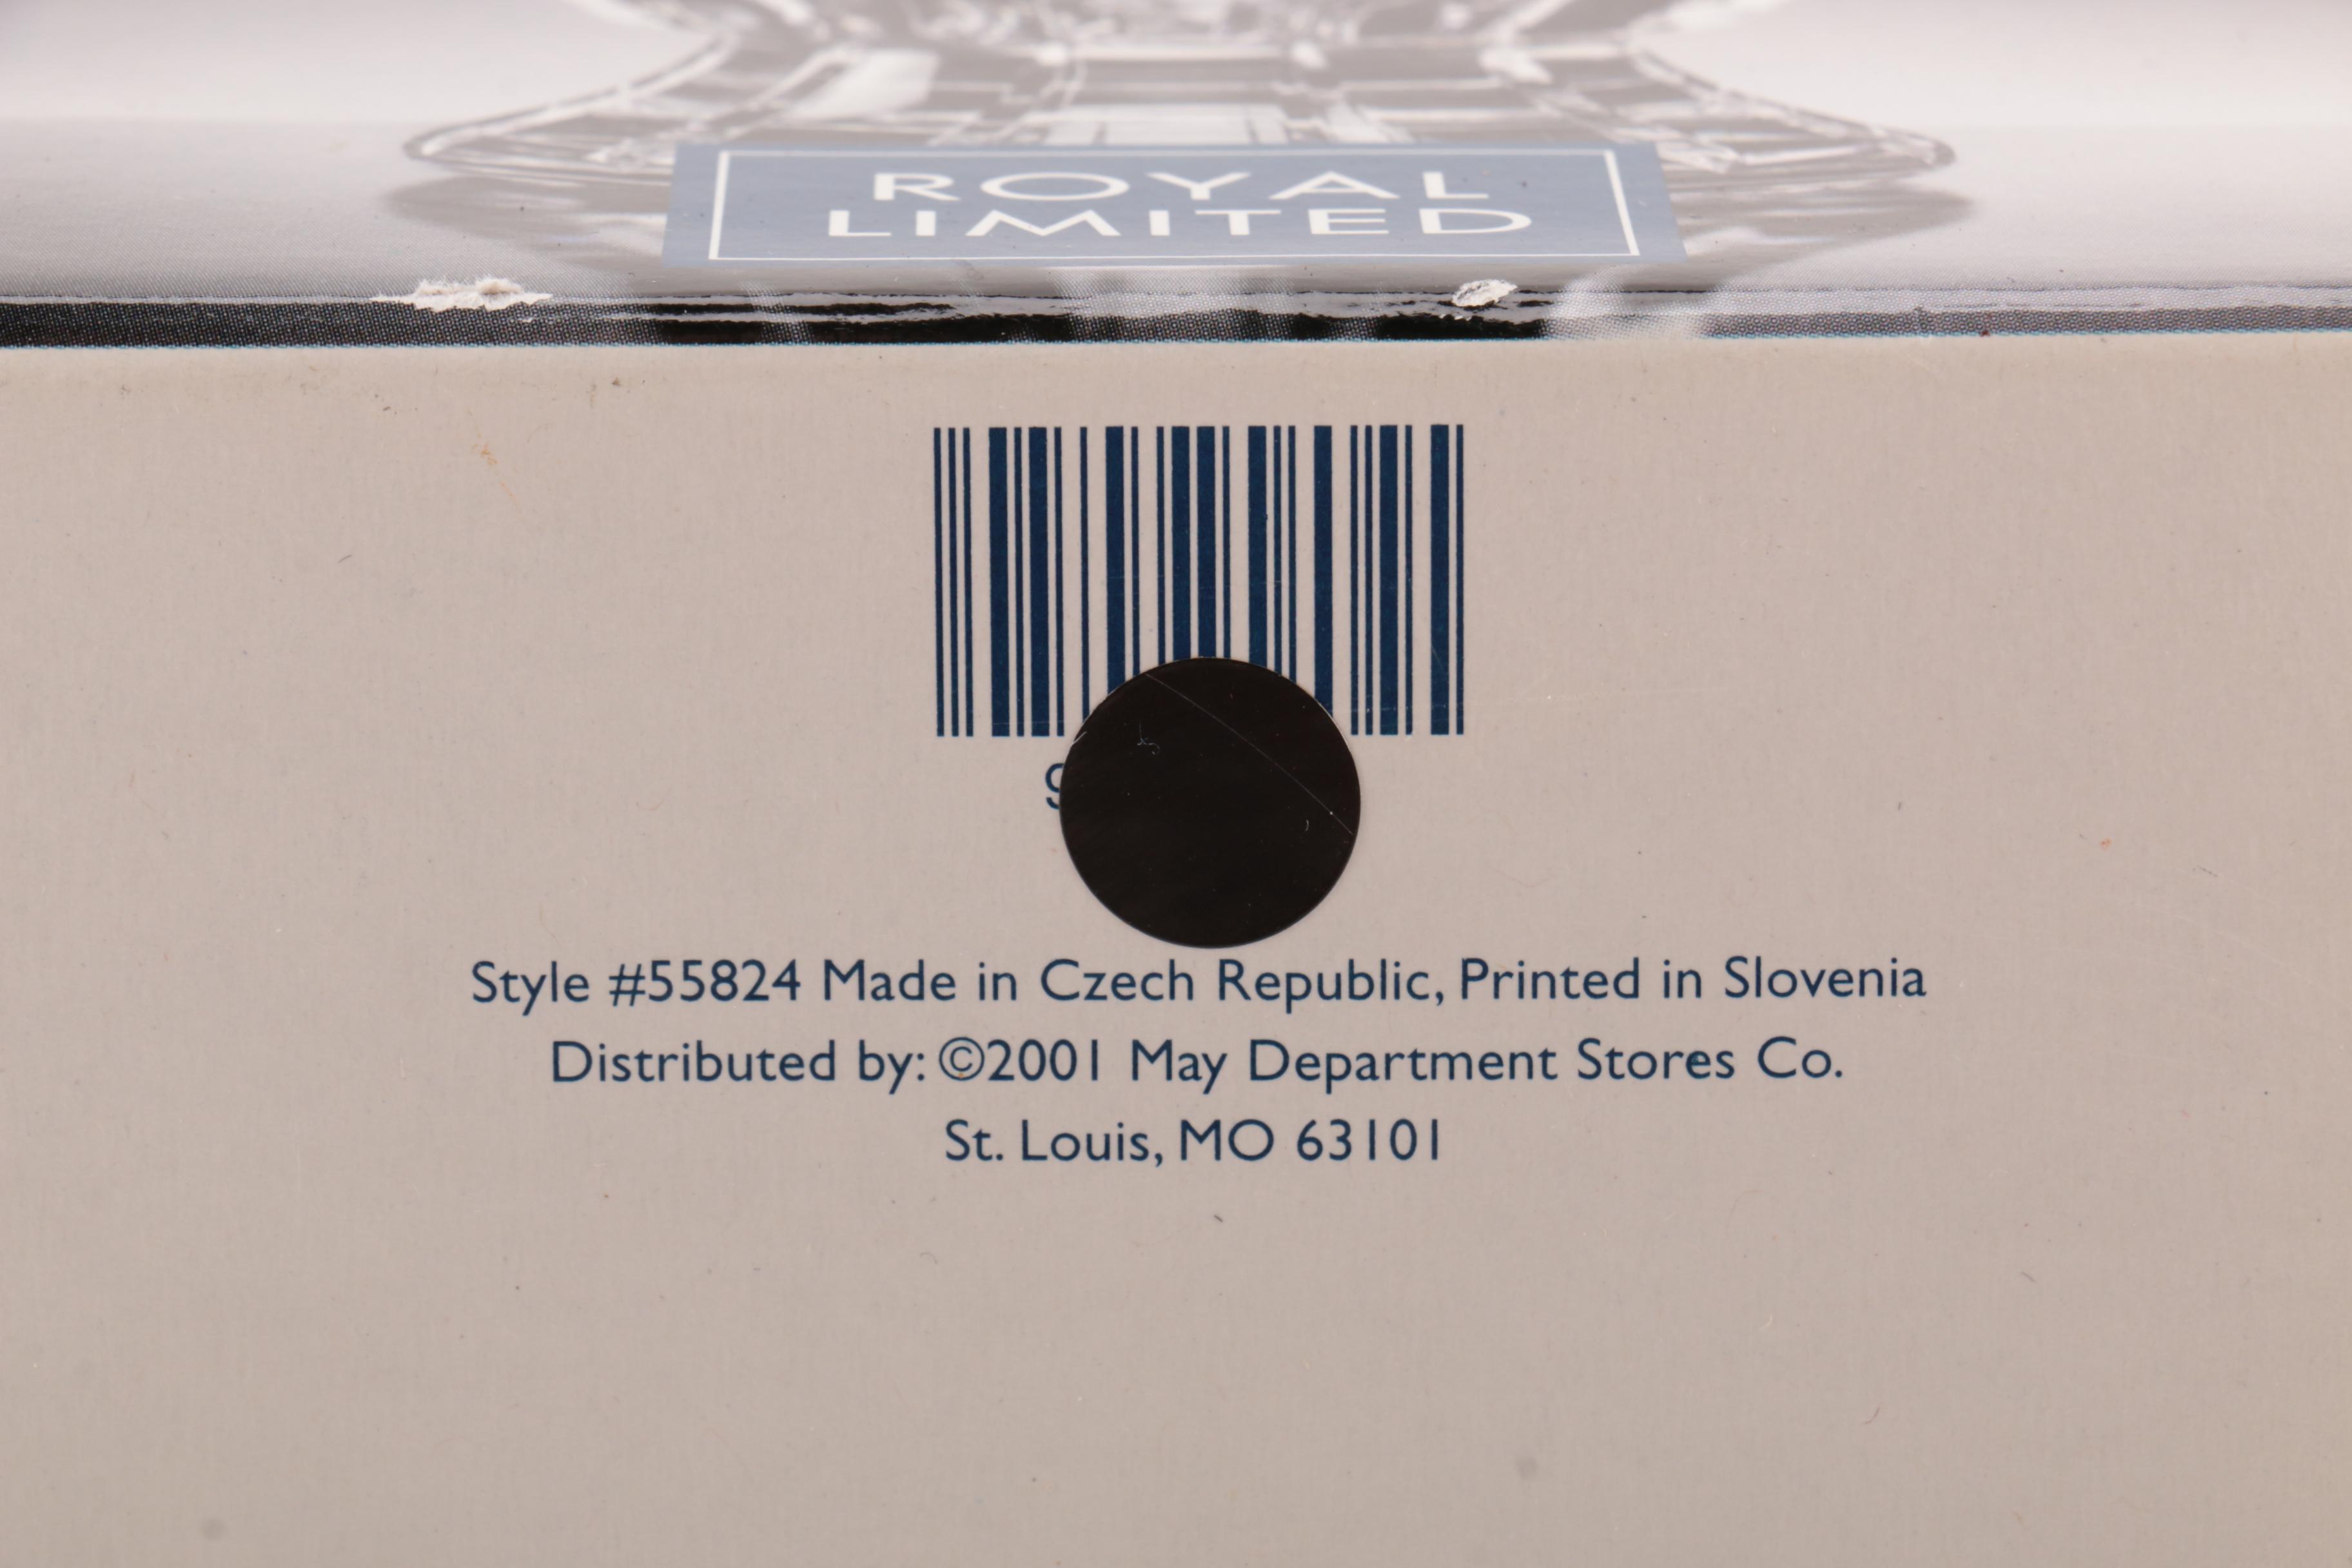 ROYAL
LIMITED
Style #55824 Made in Czech Republic, Printed in Slovenia
Distributed by: ©2001 May Department Stores Co.
St. Louis, MO 63101